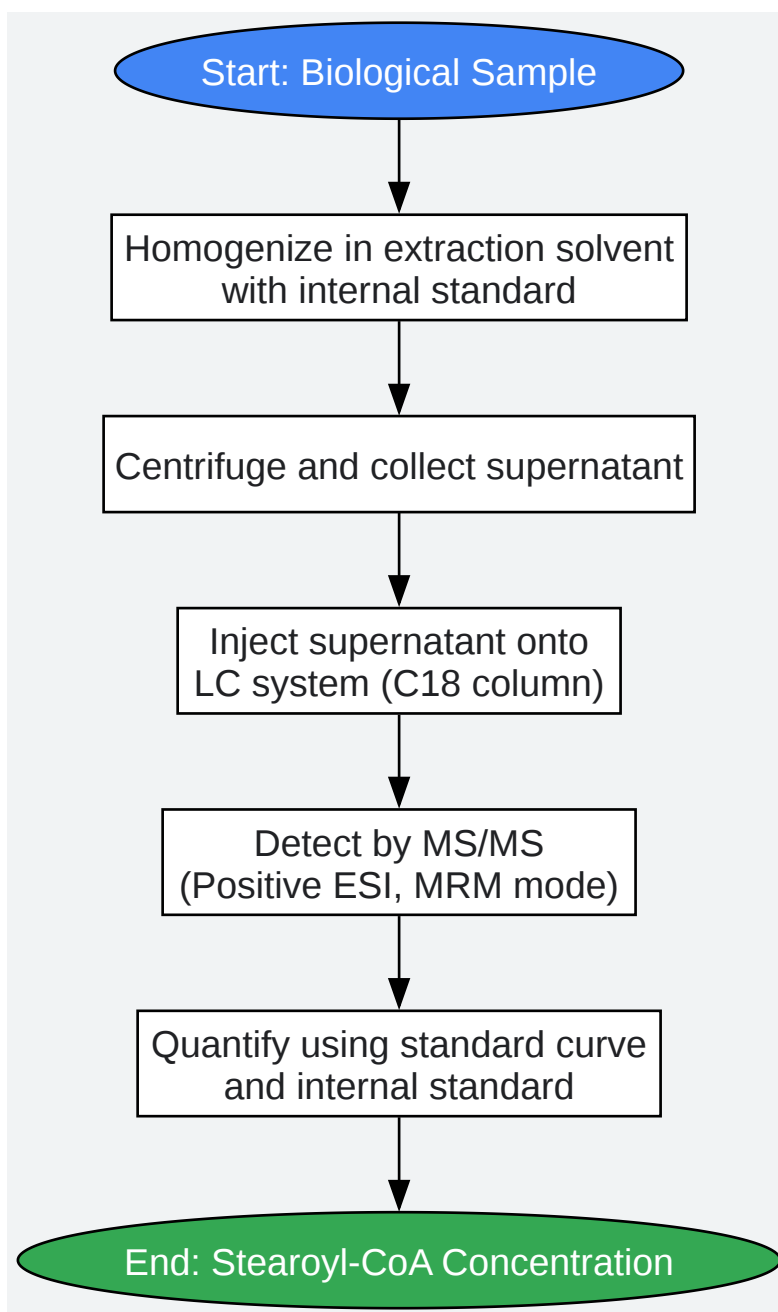 Start: Biological Sample
Homogenize in extraction solvent
with internal standard
Centrifuge and collect supernatant
Inject supernatant onto
LC system (C18 column)
Detect by MS/MS
(Positive ESI, MRM mode)
Quantify using standard curve
and internal standard
End: Stearoyl-CoA Concentration